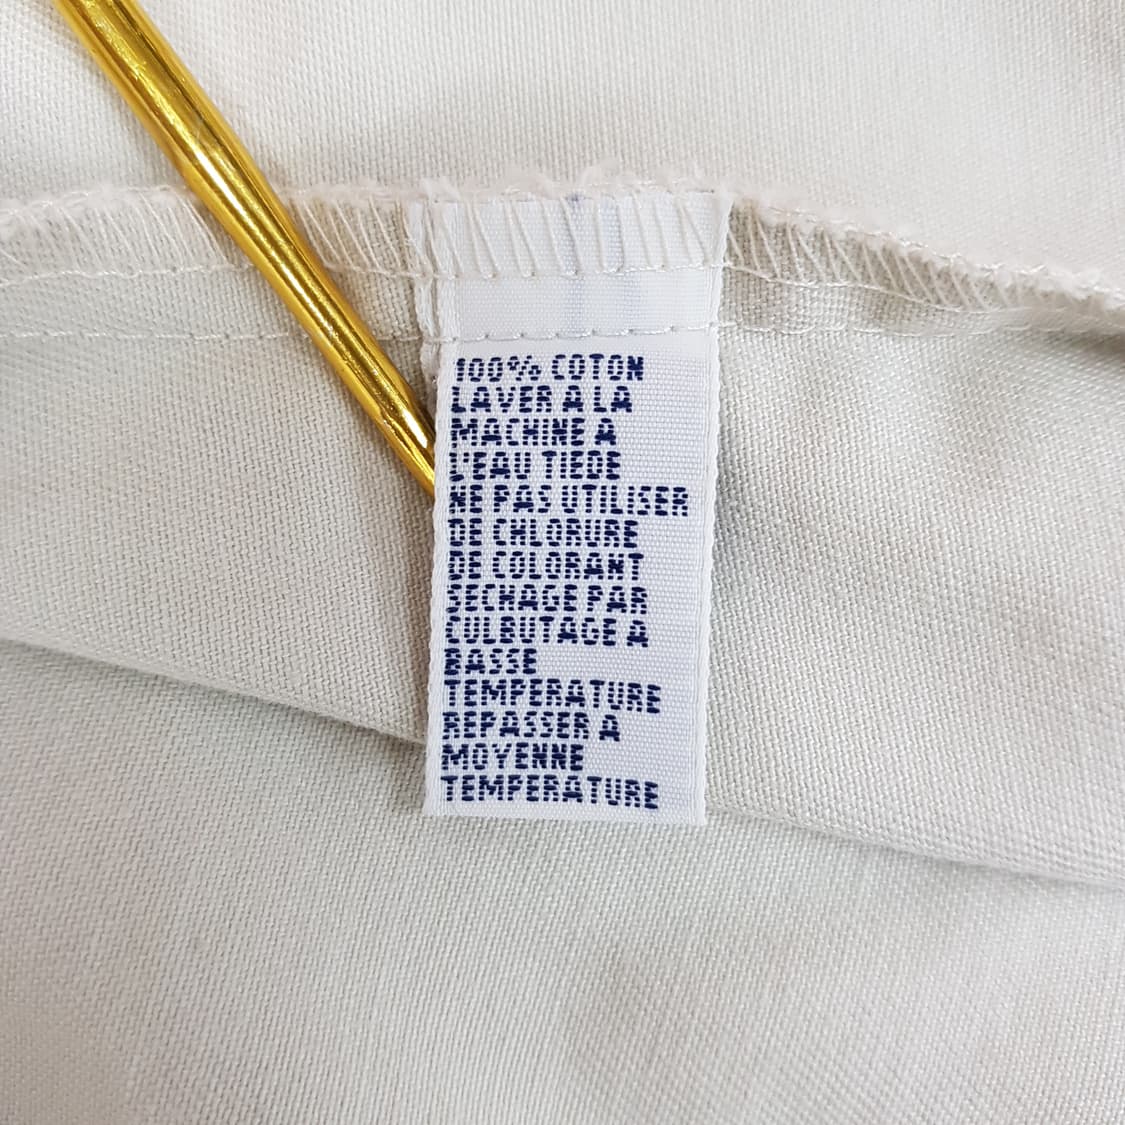 100% COTON
LAVER A LA
MACHINE A
L'EAU TIEDE
NE PAS UTILISER
DE CHLORURE
DE COLORANT
SECHAGE PAR
CULBUTAGE A
BASSE
TEMPERATURE
REPASSER A
MOYENNE
TEMPERATURE